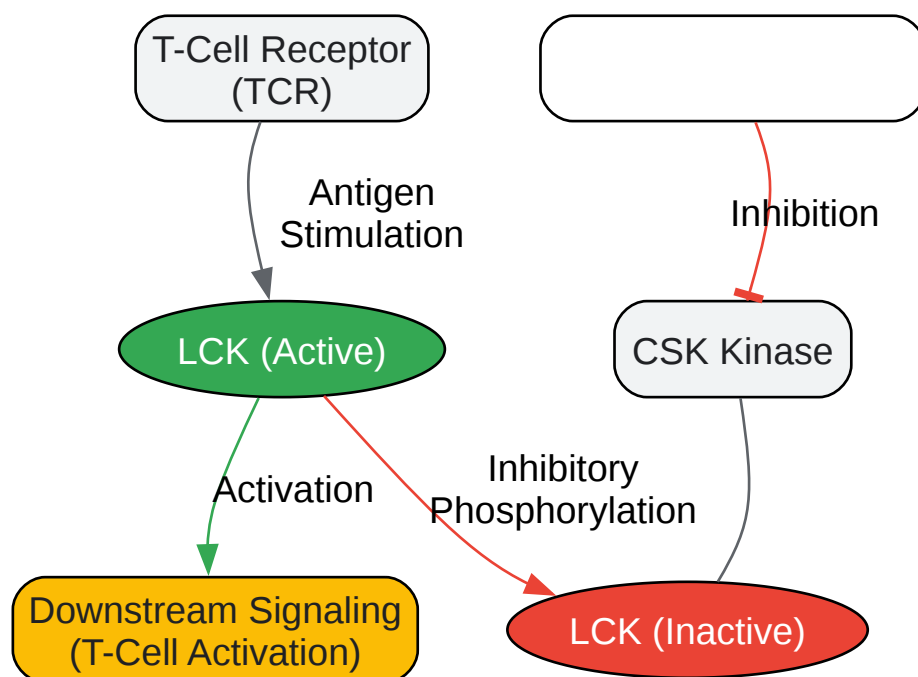 T-Cell Receptor
(TCR)
Antigen
Stimulation
Inhibition
LCK (Active)
CSK Kinase
Activation
Inhibitory
Phosphorylation
Downstream Signaling
(T-Cell Activation)
LCK (Inactive)